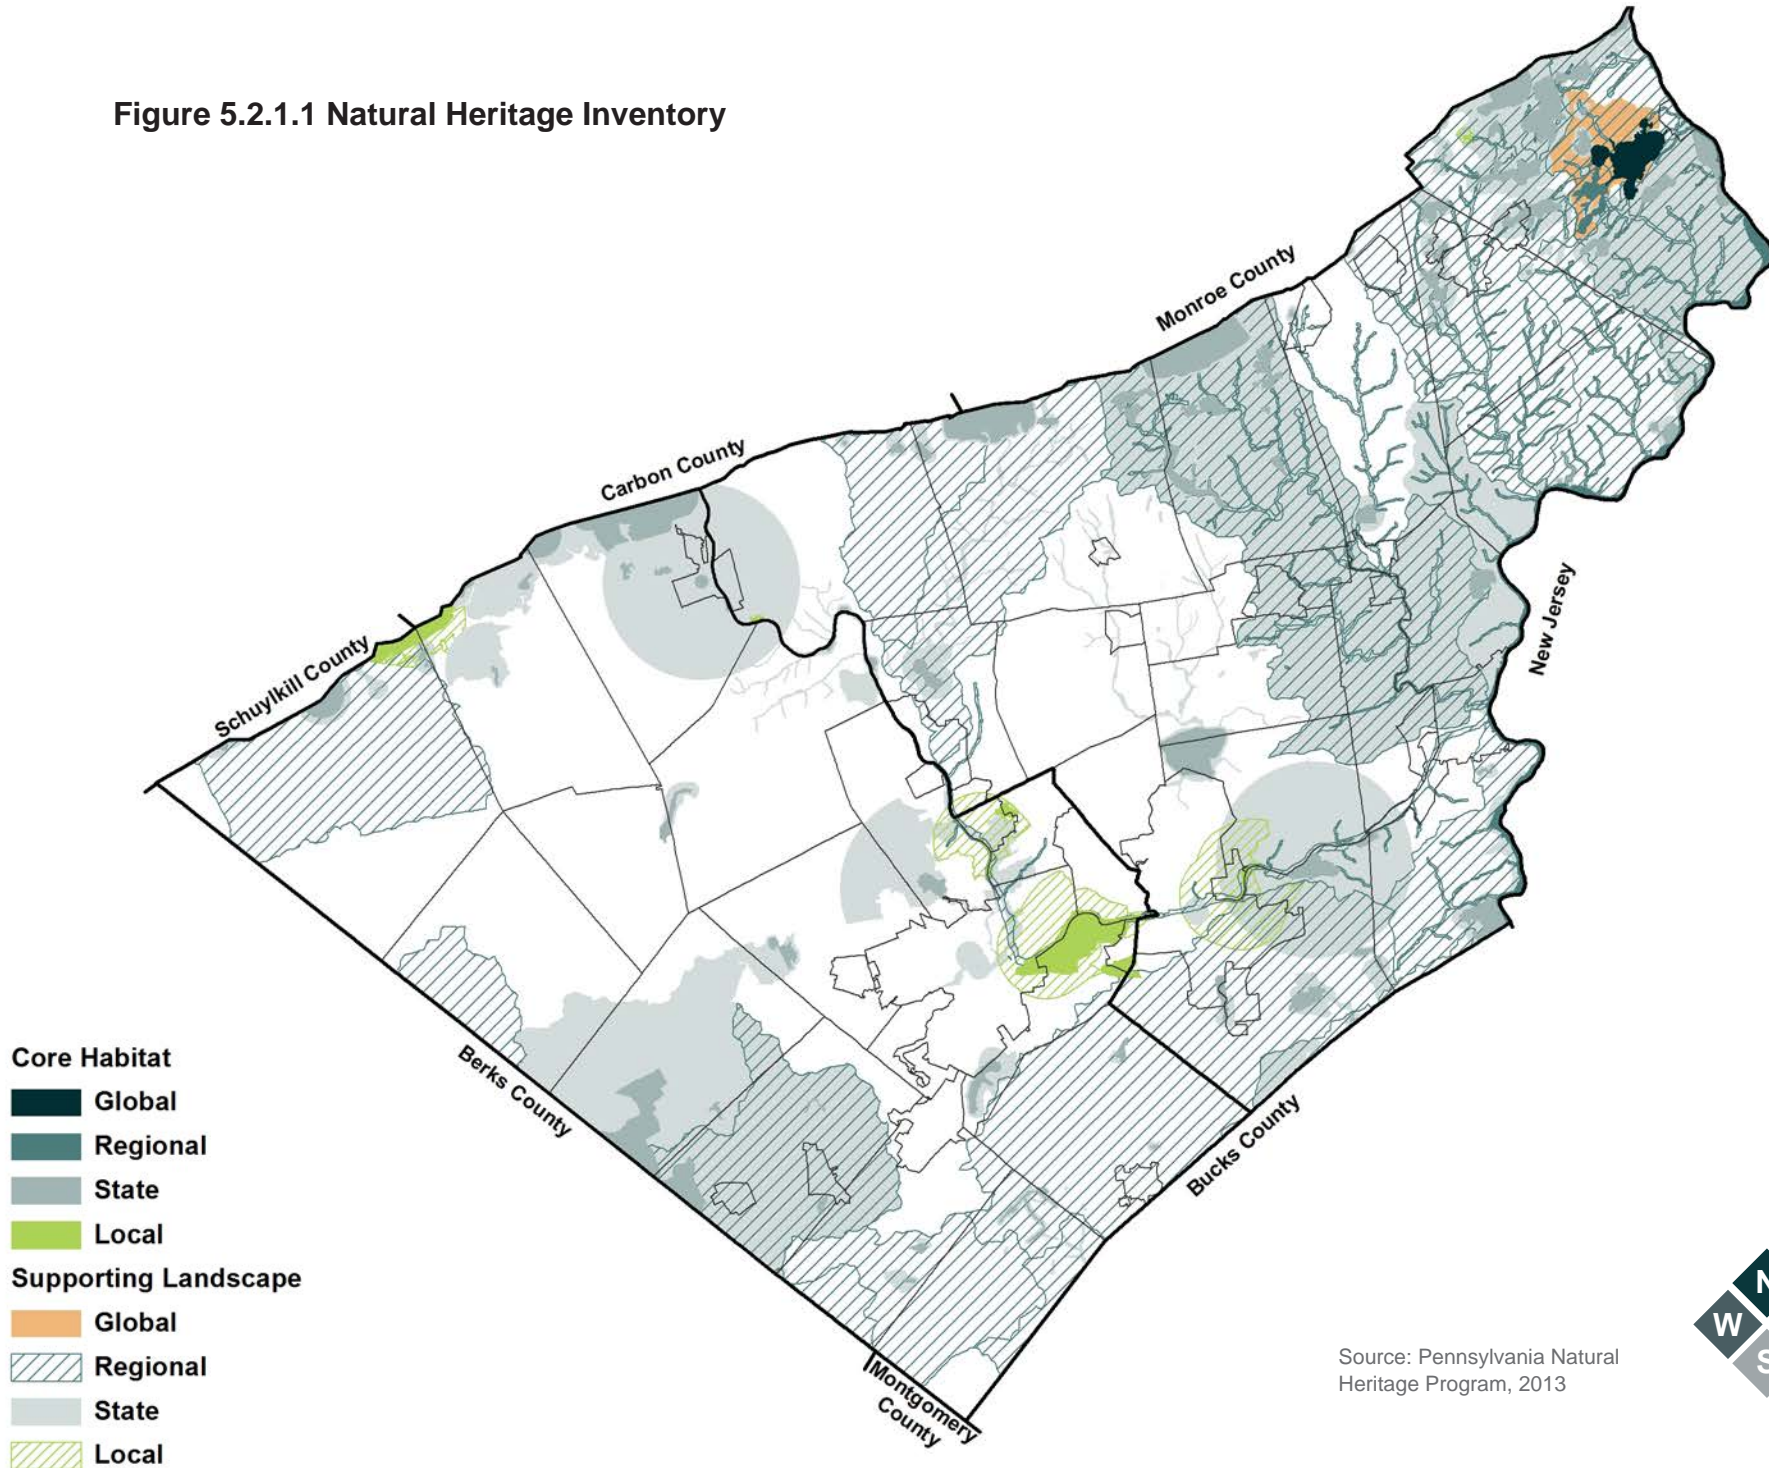 Figure 5.2.1.1 Natural Heritage Inventory
Monroe County
Carbon County
Schuylkill County
New Jersey
Berks County
Bucks County
Montgomery
County
Core Habitat
Global
Regional
State
Local
Supporting Landscape
Global
Regional
State
Local
Source: Pennsylvania Natural
Heritage Program, 2013
N
W
S